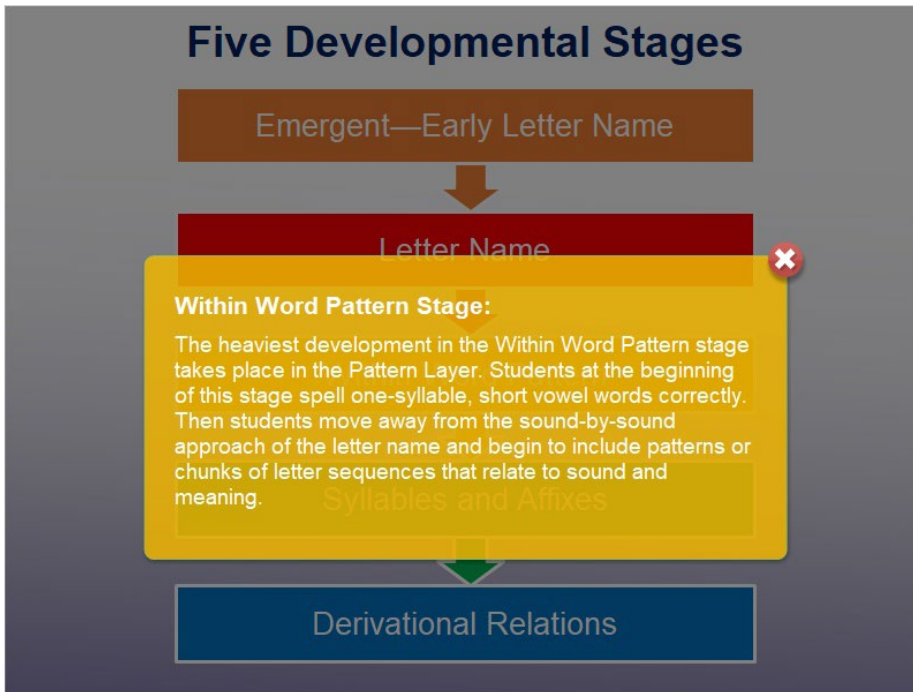 Five Developmental Stages
Emergent—Early Letter Name
Letter Name
Within Word Pattern Stage:
The heaviest development in the Within Word Pattern stage
takes place in the Pattern Layer. Students at the beginning
of this stage spell one-syllable, short vowel words correctly.
Then students move away from the sound-by-sound
approach of the letter name and begin to include patterns or
chunks of letter sequences that relate to sound and
meaning.
Syllables and Affixes
Derivational Relations